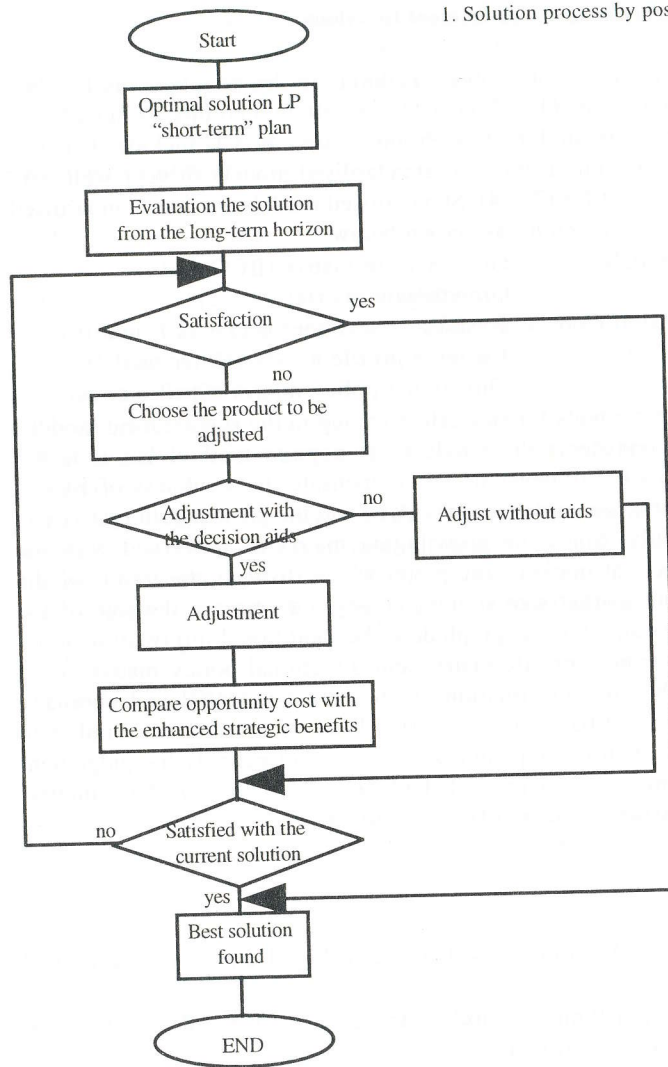 1. Solution process by pos
Start
Optimal solution LP
“short-term” plan
Evaluation the solution
from the long-term horizon
yes
Satisfaction
no
Choose the product to be
adjusted
Adjustment with
the decision aids
no
Adjust without aids
yes
Adjustment
Compare opportunity cost with
the enhanced strategic benefits
no
Satisfied with the
current solution
yes
Best solution
found
END